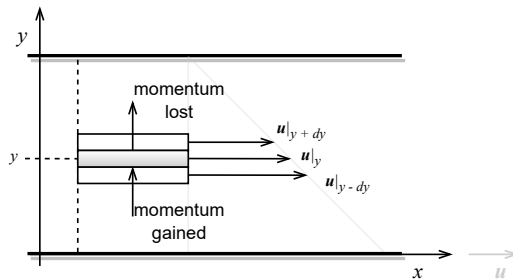 y
momentum
lost
u|y + dy
y
u|y
u|y - dy
momentum
gained
x
u